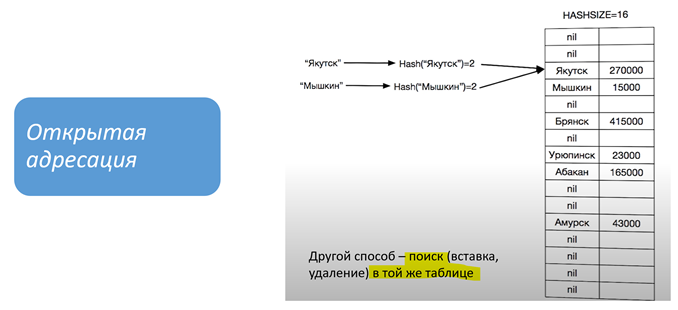 Открытая
адресация
HASHSIZE=16
“Якутск” Hash(“Якутск”)=2
“Мышкин” Hash(“Мышкин”)=2
nil
nil
Якутск 270000
Мышкин 15000
nil
Брянск 415000
nil
Урюпинск 23000
Абакан 165000
nil
nil
Амурск 43000
nil
nil
nil
nil
Другой способ – поиск (вставка,
удаление) в той же таблице